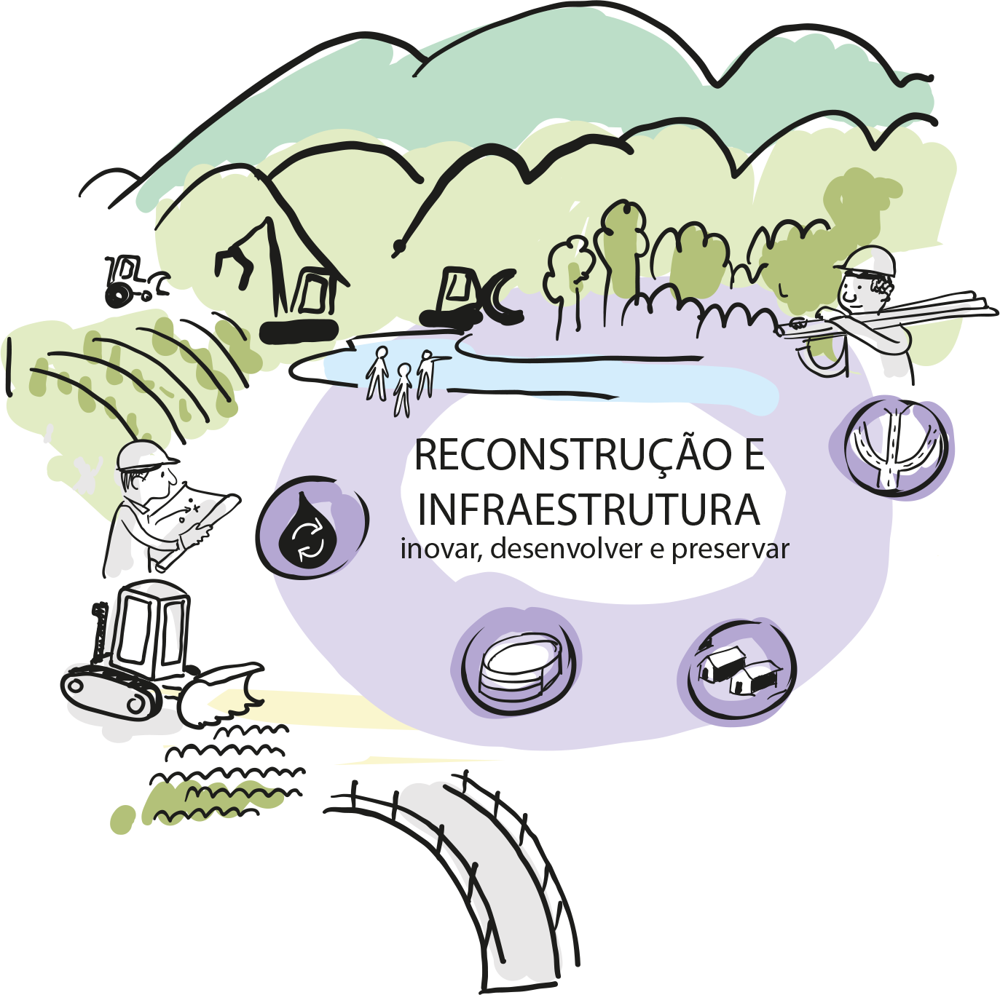 RECONSTRUÇÃO E
INFRAESTRUTURA
inovar, desenvolver e preservar